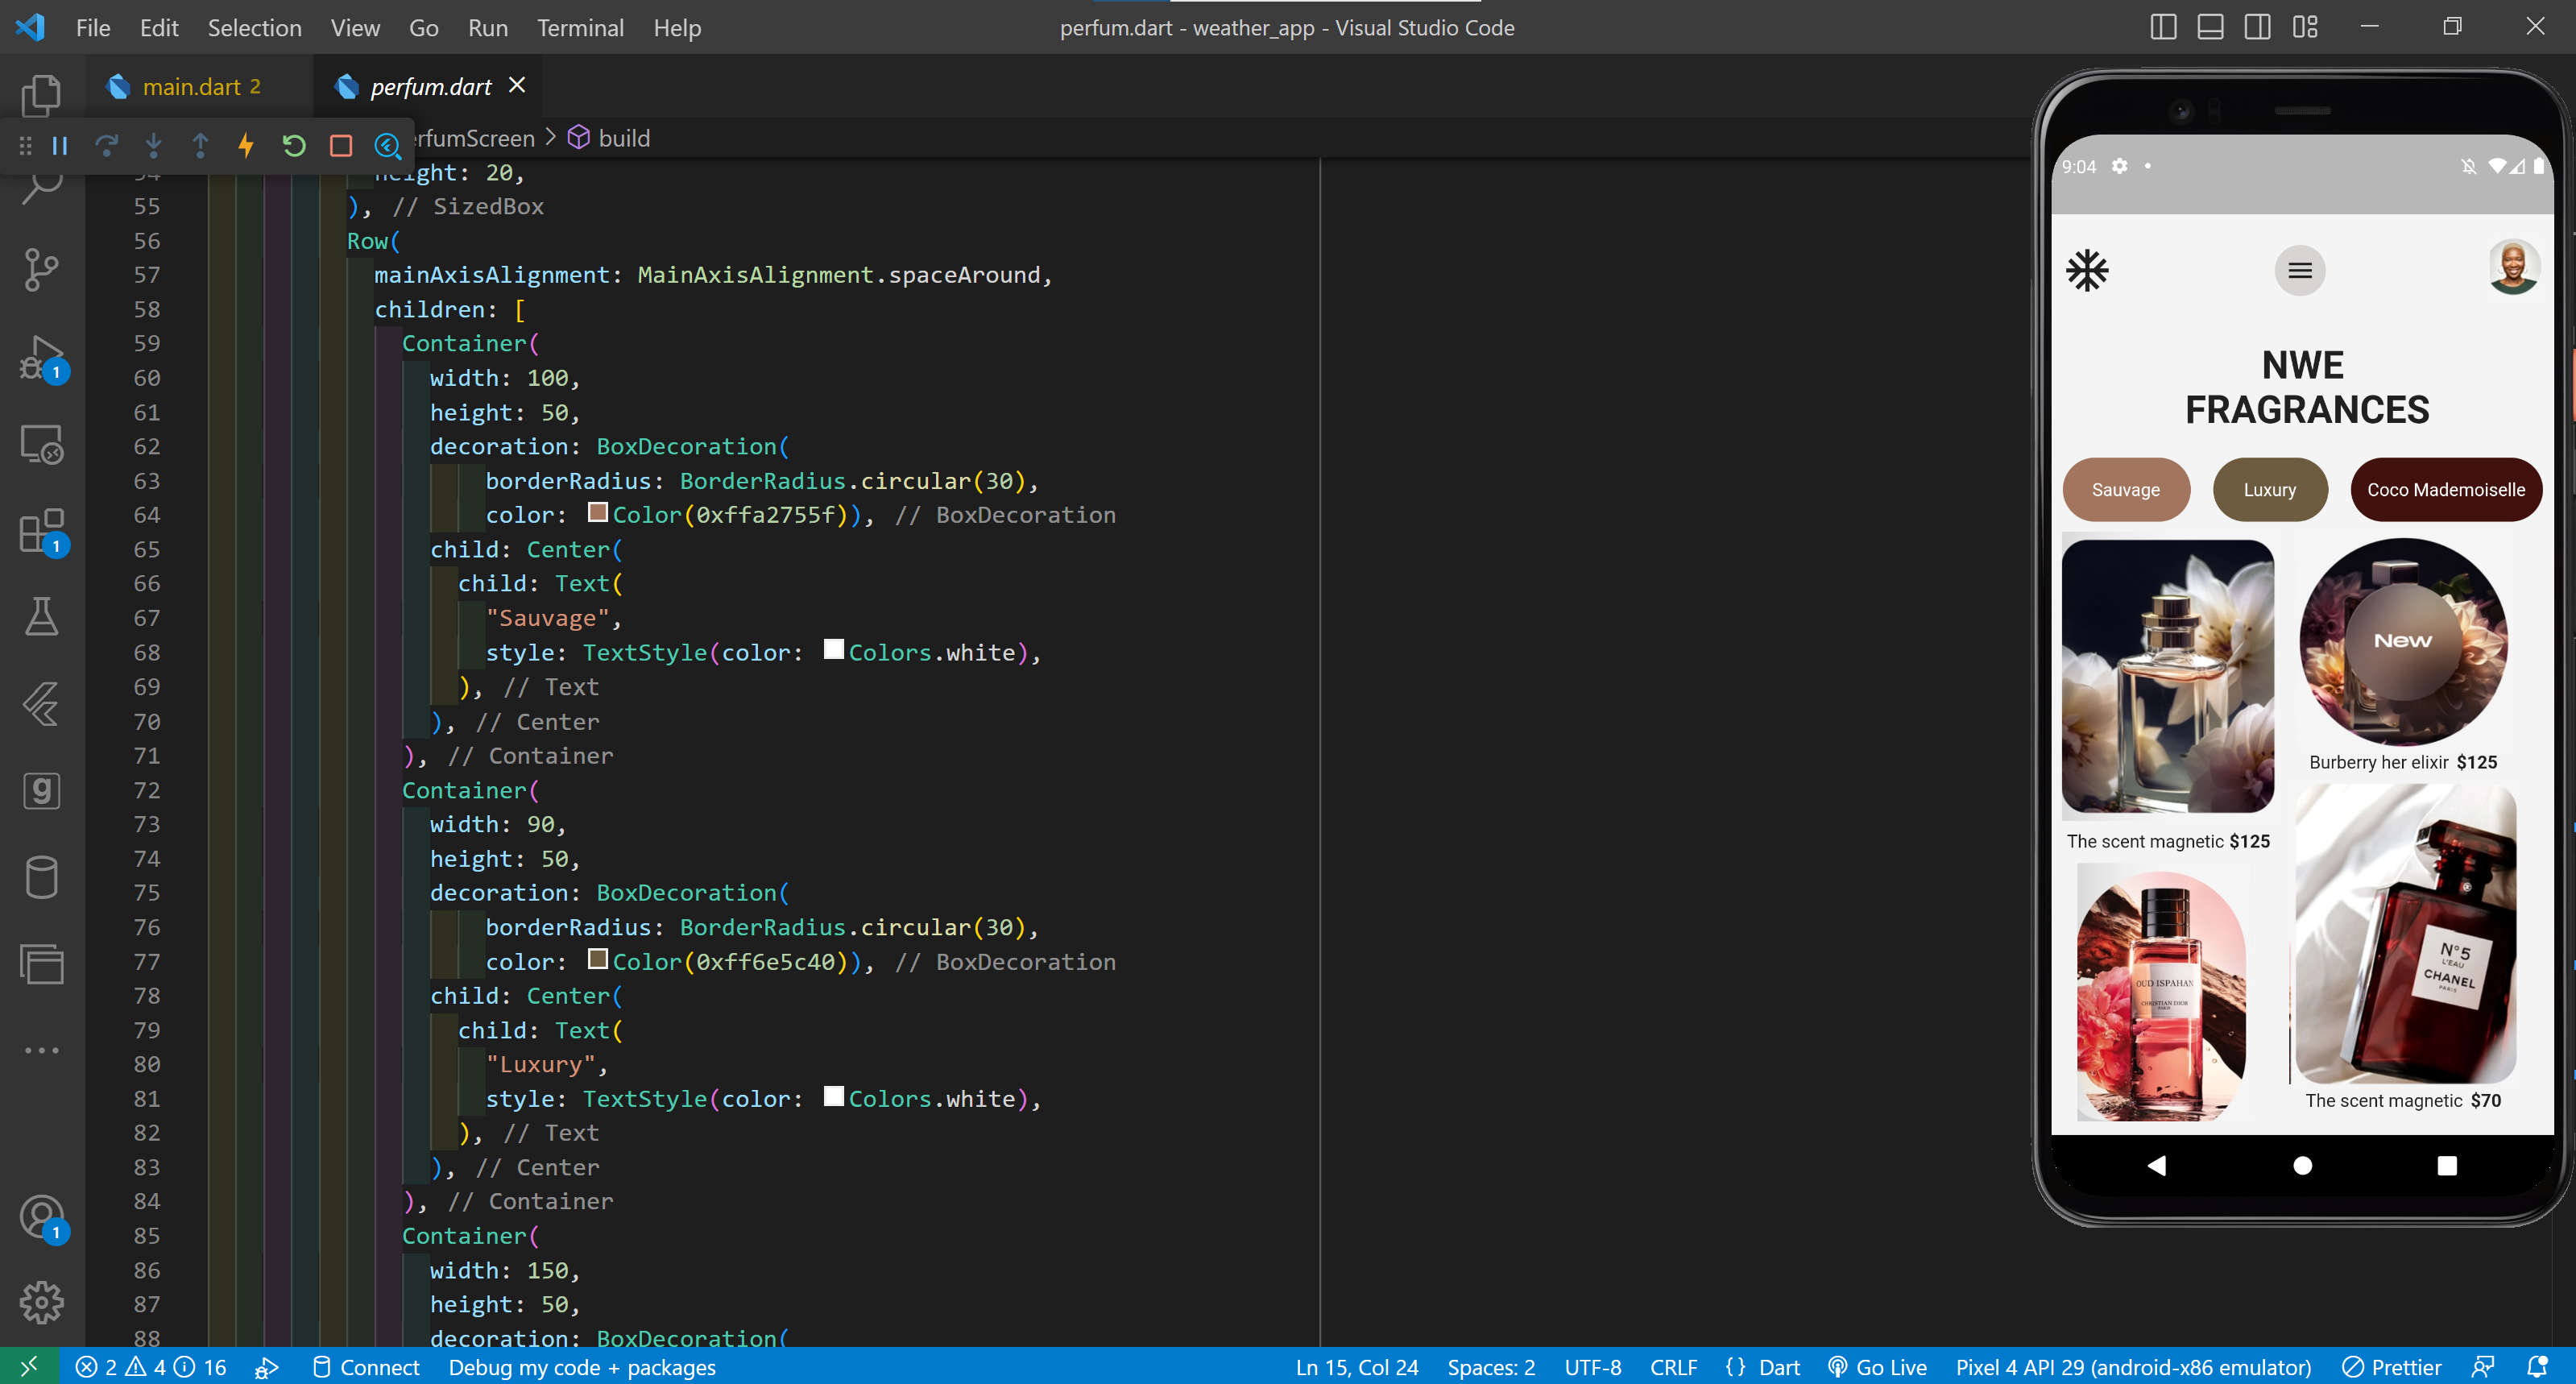 File Edit Selection View Go Run Terminal Help
perfum.dart - weather_app - Visual Studio Code
main.dart 2
perfum.dart
erfumScreen > build
54 height: 20,
55 ), // SizedBox
56 Row(
57 mainAxisAlignment: MainAxisAlignment.spaceAround,
58 children: [
59 Container(
60 width: 100,
61 height: 50,
62 decoration: BoxDecoration(
63 borderRadius: BorderRadius.circular(30),
64 color: Color(0xffa2755f)), // BoxDecoration
65 child: Center(
66 child: Text(
67 "Sauvage",
68 style: TextStyle(color: Colors.white),
69 ), // Text
70 ), // Center
71 ), // Container
72 Container(
73 width: 90,
74 height: 50,
75 decoration: BoxDecoration(
76 borderRadius: BorderRadius.circular(30),
77 color: Color(0xff6e5c40)), // BoxDecoration
78 child: Center(
79 child: Text(
80 "Luxury",
81 style: TextStyle(color: Colors.white),
82 ), // Text
83 ), // Center
84 ), // Container
85 Container(
86 width: 150,
87 height: 50,
88 decoration: BoxDecoration(
1
1
g
1
9:04
NWE
FRAGRANCES
Sauvage
Luxury
Coco Mademoiselle
New
Burberry her elixir $125
The scent magnetic $125
OUD ISPAHAN
CHRISTIAN DIOR
PARIS
N°5
L'EAU
CHANEL
PARIS
The scent magnetic $70
2 4 16 Connect Debug my code + packages
Ln 15, Col 24 Spaces: 2 UTF-8 CRLF {} Dart Go Live Pixel 4 API 29 (android-x86 emulator) Prettier